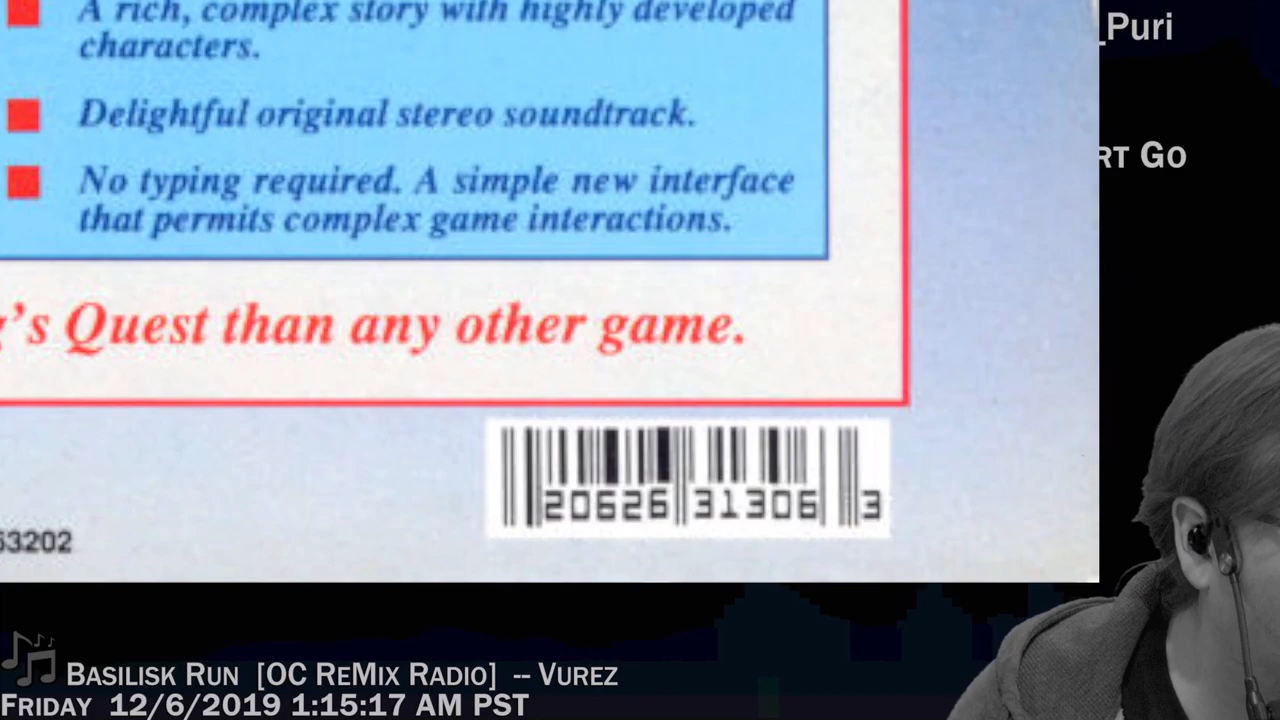 A rich, complex story with highly developed
characters.
Delightful original stereo soundtrack.
No typing required. A simple new interface
that permits complex game interactions.
's Quest than any other game.
20626 31306 3
63202
_Puri
RT GO
BASILISK RUN [OC REMIX RADIO] -- VUREZ
FRIDAY 12/6/2019 1:15:17 AM PST